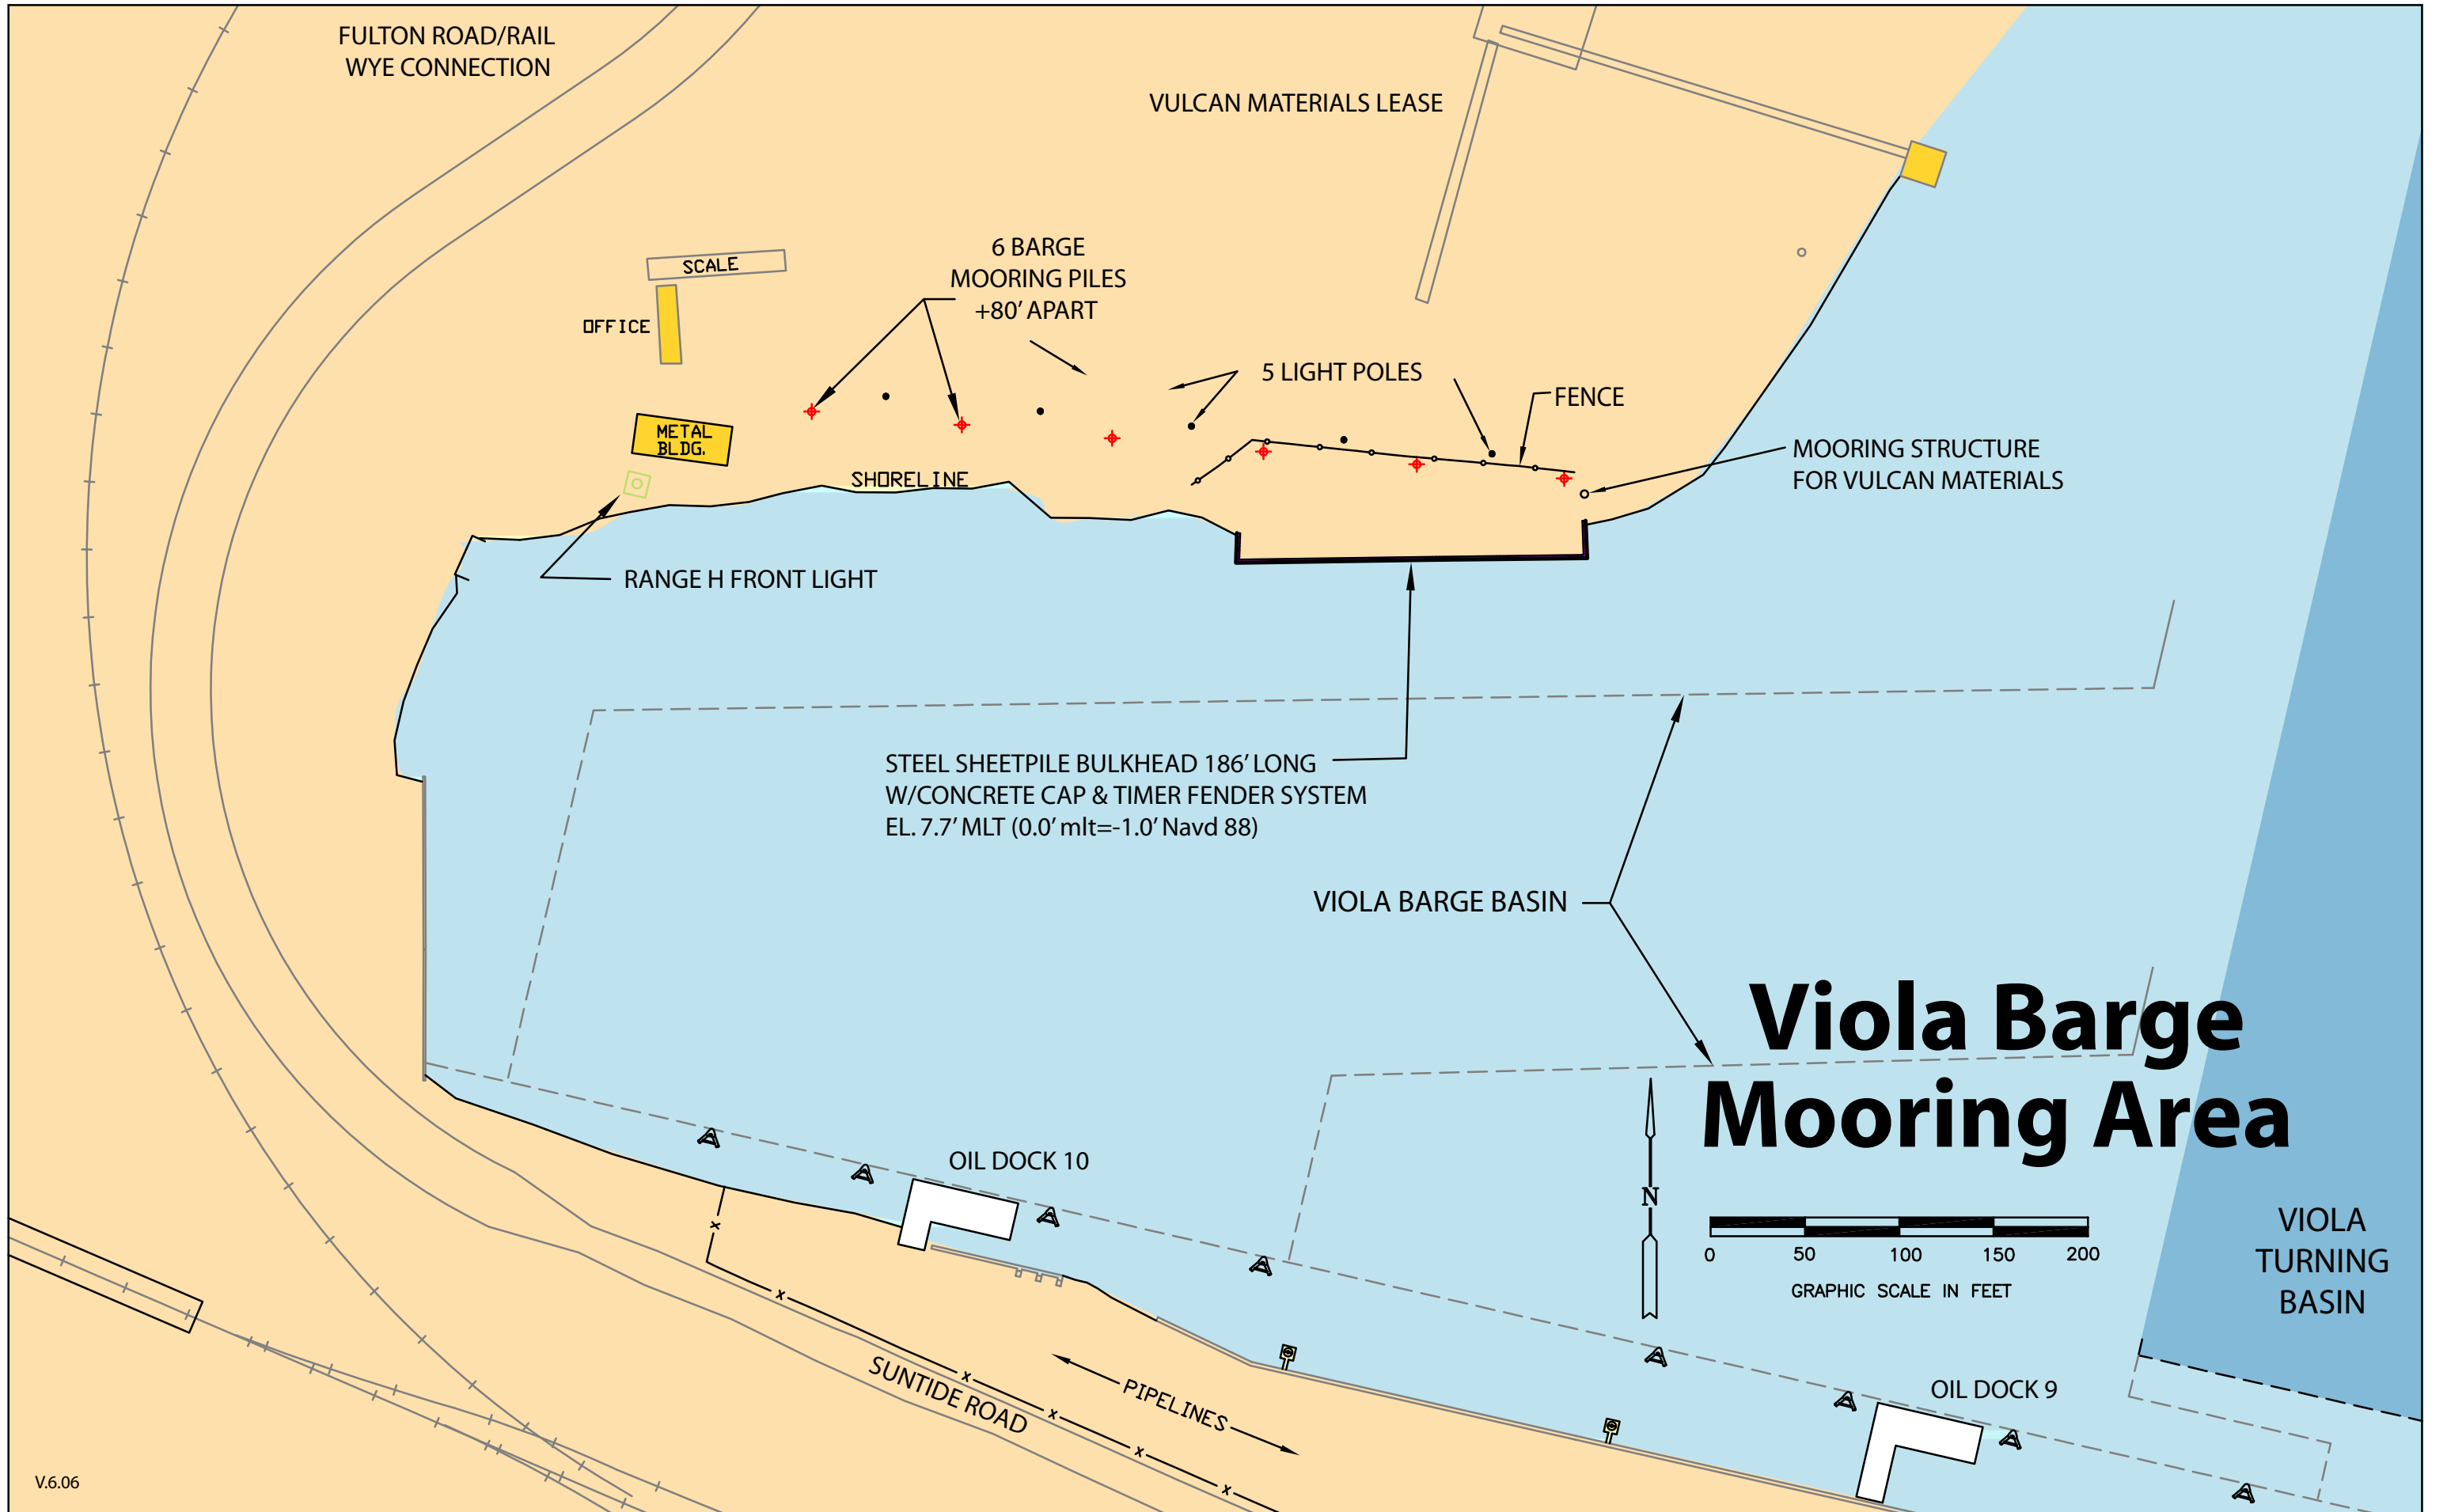 FULTON ROAD/RAIL
WYE CONNECTION
VULCAN MATERIALS LEASE
6 BARGE
MOORING PILES
+80' APART
SCALE
OFFICE
5 LIGHT POLES
FENCE
METAL
BLDG.
MOORING STRUCTURE
FOR VULCAN MATERIALS
SHORELINE
RANGE H FRONT LIGHT
STEEL SHEETPILE BULKHEAD 186' LONG
W/CONCRETE CAP & TIMER FENDER SYSTEM
EL. 7.7' MLT (0.0' mlt=-1.0' Navd 88)
VIOLA BARGE BASIN
Viola Barge
Mooring Area
OIL DOCK 10
N
0 50 100 150 200
GRAPHIC SCALE IN FEET
VIOLA
TURNING
BASIN
SUNTIDE ROAD
PIPELINES
OIL DOCK 9
V.6.06